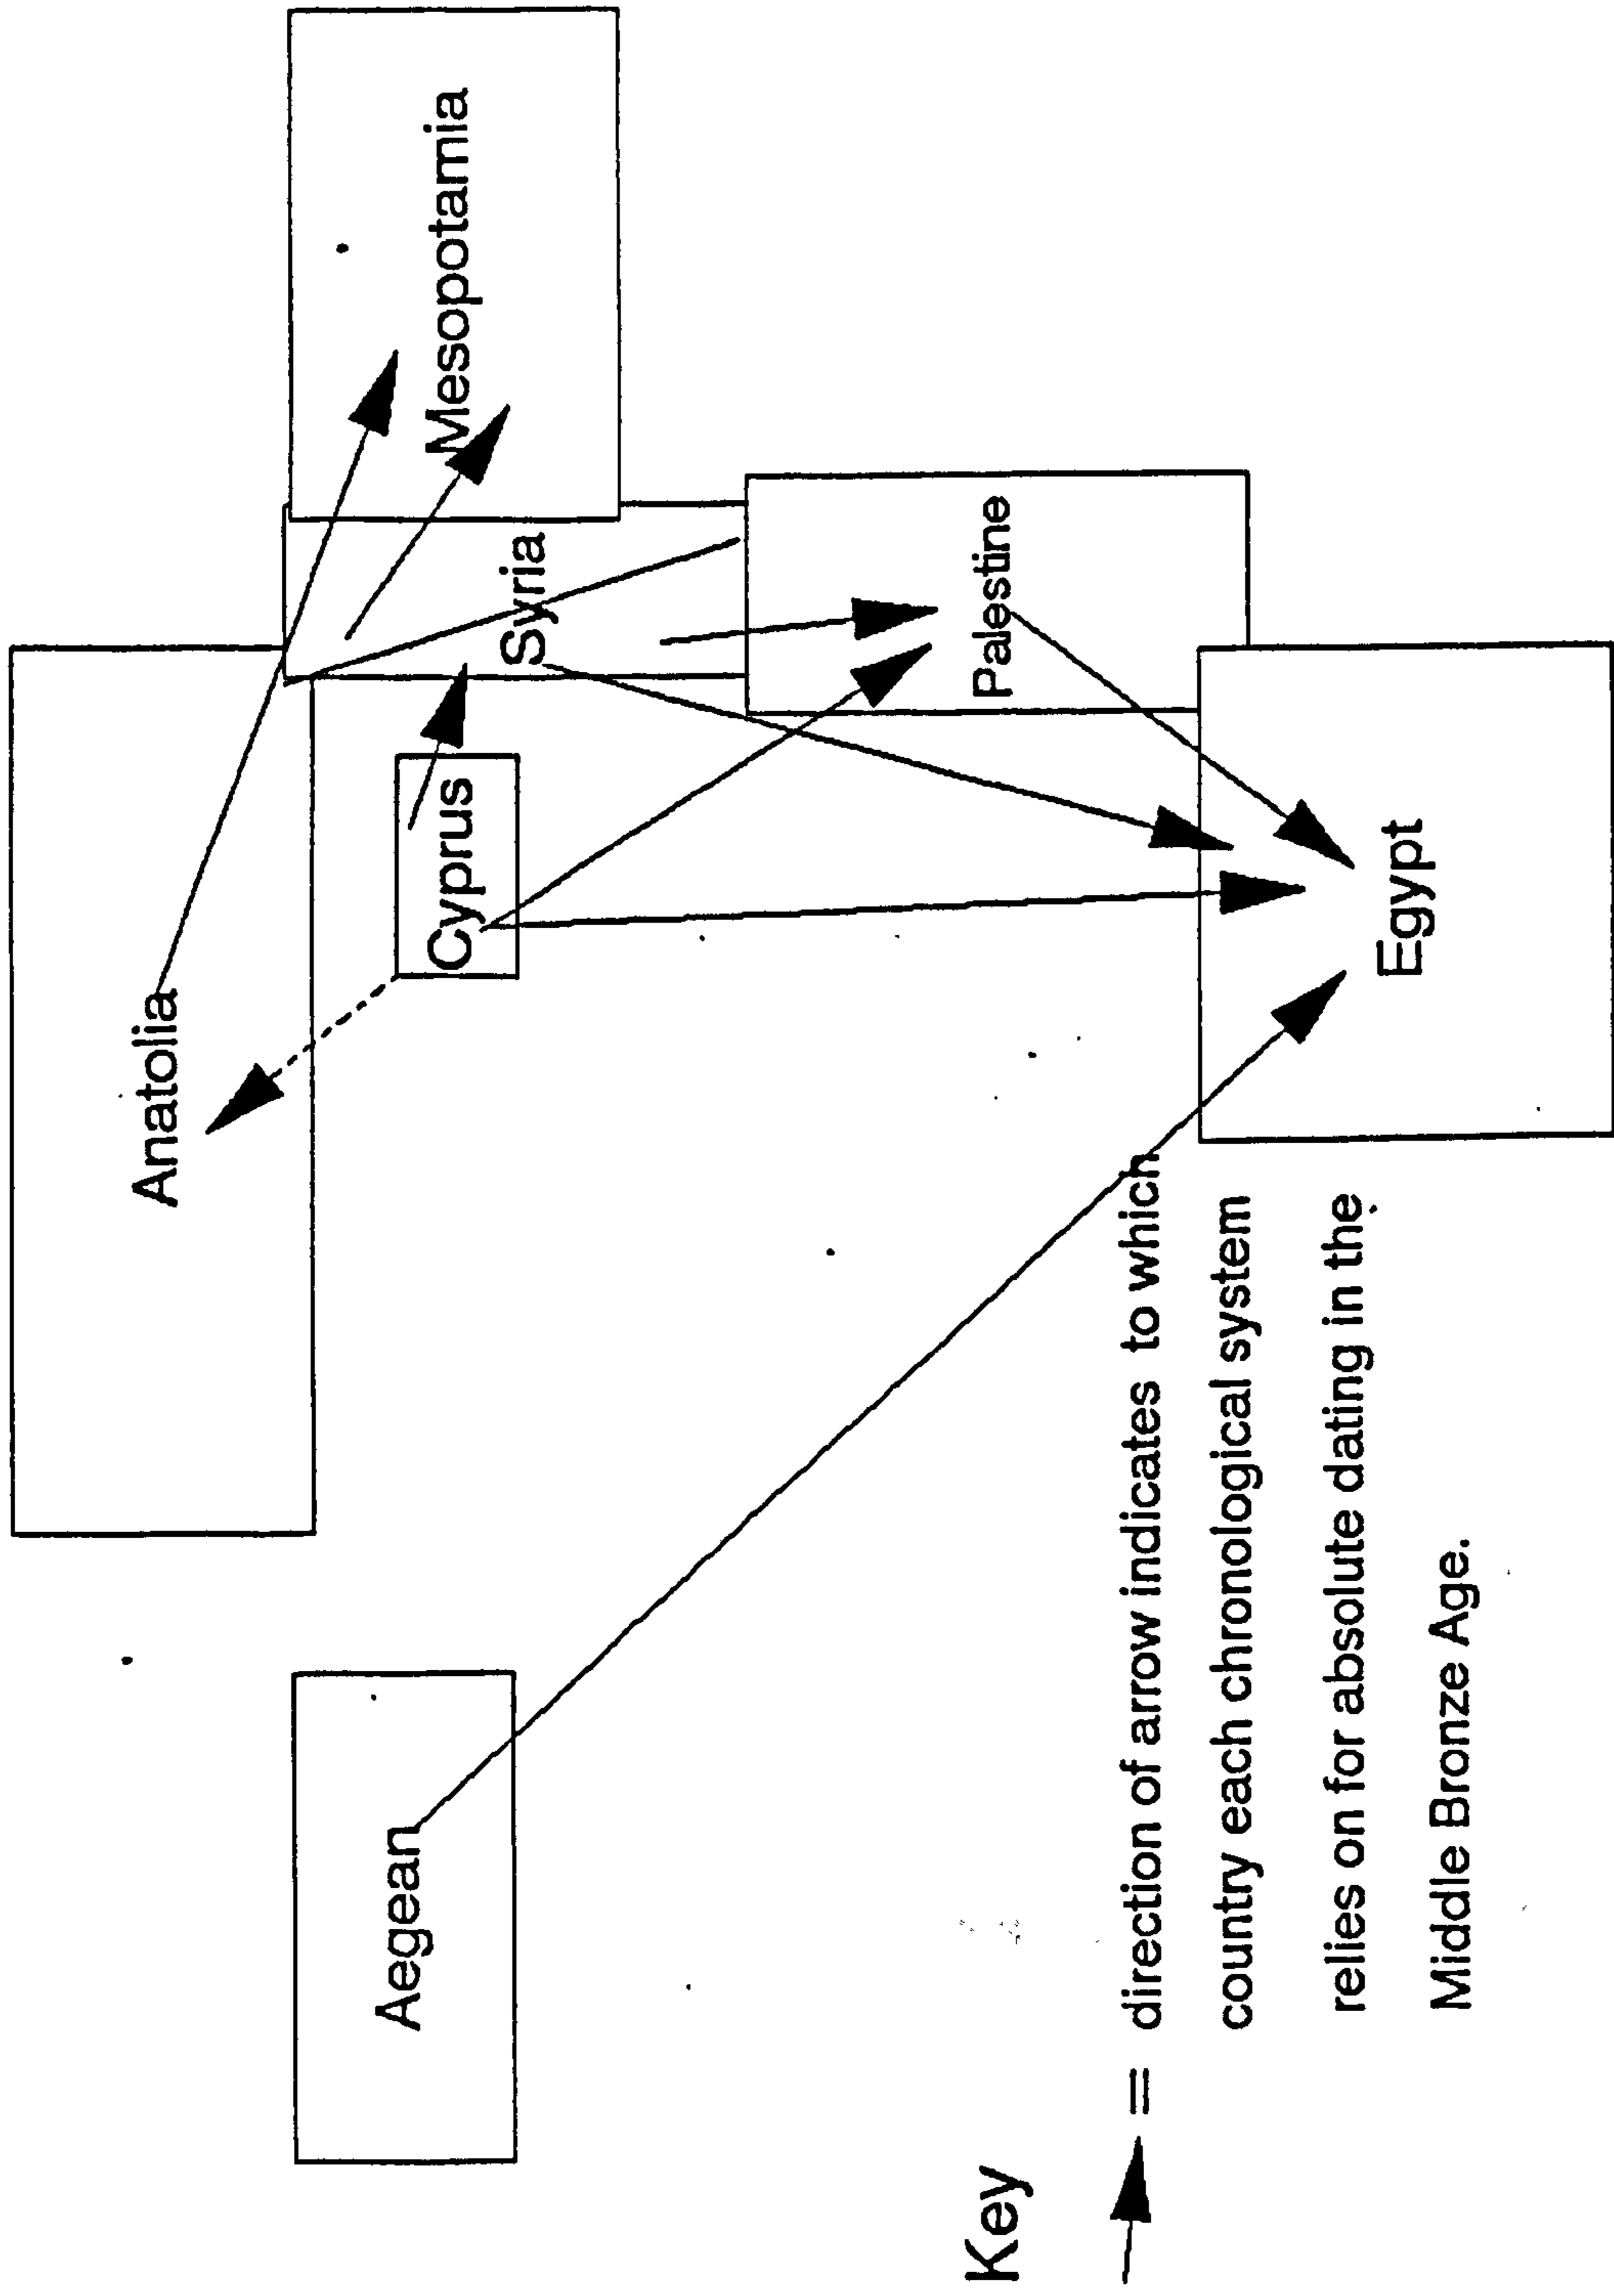 Anatolia
Mesopotamia
Aegean
Cyprus
Syria
Palestine
Egypt
Key
= direction of arrow indicates to which
country each chronological system
relies on for absolute dating in the
Middle Bronze Age.